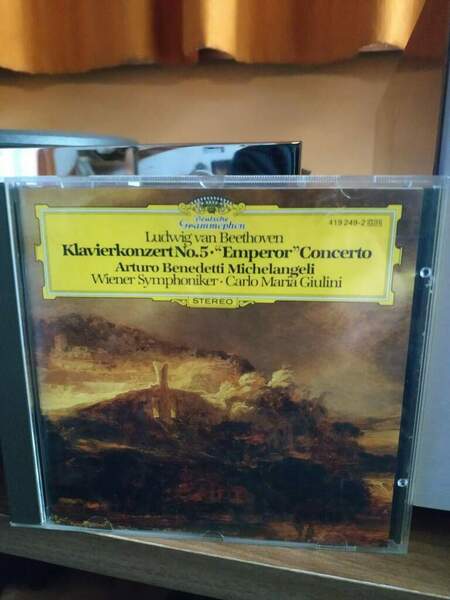 Deutsche
Grammophon
419 249-2
Ludwig van Beethoven
Klavierkonzert No.5 · "Emperor" Concerto
Arturo Benedetti Michelangeli
Wiener Symphoniker · Carlo Maria Giulini
STEREO